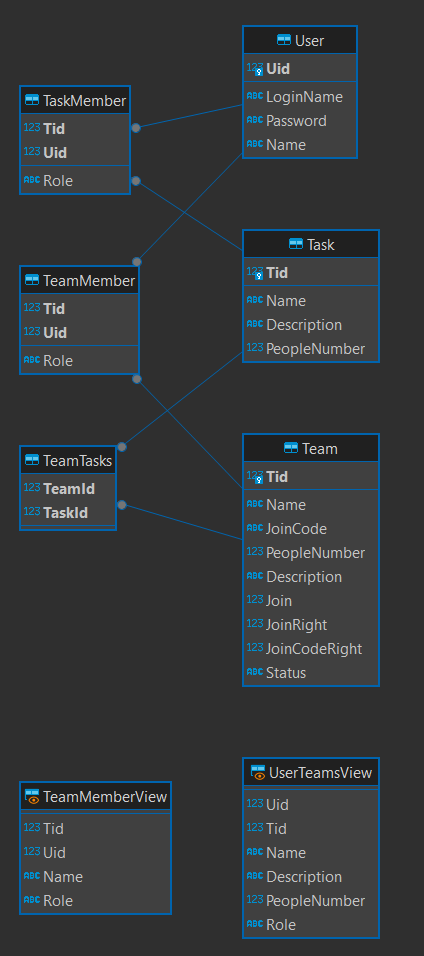 User
123 Uid
ABC LoginName
ABC Password
ABC Name
TaskMember
123 Tid
123 Uid
ABC Role
Task
123 Tid
ABC Name
ABC Description
123 PeopleNumber
TeamMember
123 Tid
123 Uid
ABC Role
TeamTasks
123 TeamId
123 TaskId
Team
123 Tid
ABC Name
ABC JoinCode
123 PeopleNumber
ABC Description
123 Join
123 JoinRight
123 JoinCodeRight
ABC Status
TeamMemberView
123 Tid
123 Uid
ABC Name
ABC Role
UserTeamsView
123 Uid
123 Tid
ABC Name
ABC Description
123 PeopleNumber
ABC Role